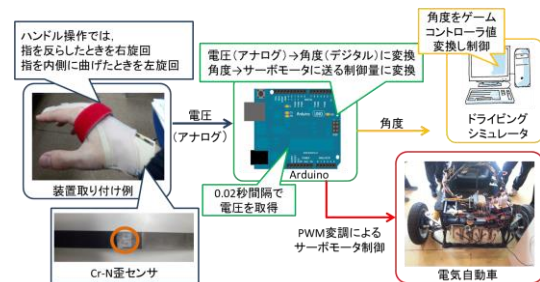 ハンドル操作では,
指を反らしたときを右旋回
指を内側に曲げたときを左旋回
電圧(アナログ)→角度(デジタル)に変換
角度→サーボモータに送る制御量に変換
角度をゲーム
コントローラ値
変換し制御
電圧
(アナログ)
角度
ドライビング
シミュレータ
装置取り付け例
0.02秒間隔で
電圧を取得
Arduino
PWM変調による
サーボモータ制御
Cr-N歪センサ
電気自動車